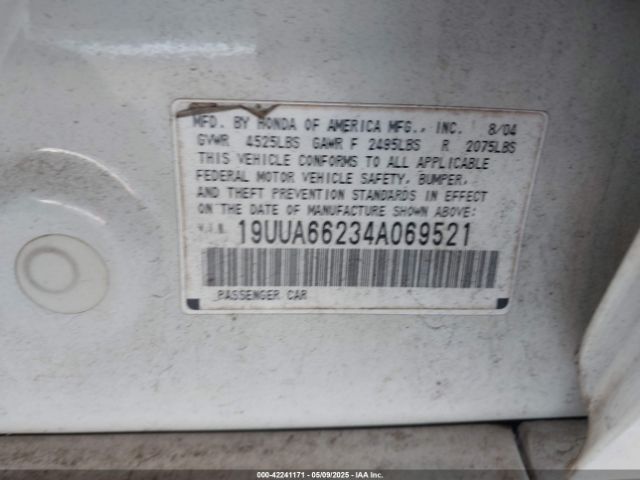 MFD. BY HONDA OF AMERICA MFG., INC. 8/04
GVWR 4525LBS GAWR F 2495LBS R 2075LBS
THIS VEHICLE CONFORMS TO ALL APPLICABLE
FEDERAL MOTOR VEHICLE SAFETY, BUMPER,
AND THEFT PREVENTION STANDARDS IN EFFECT
ON THE DATE OF MANUFACTURE SHOWN ABOVE:
V.I.N. 19UUA66234A069521
PASSENGER CAR
000-42241171 | 05/09/2025 | IAA Inc.